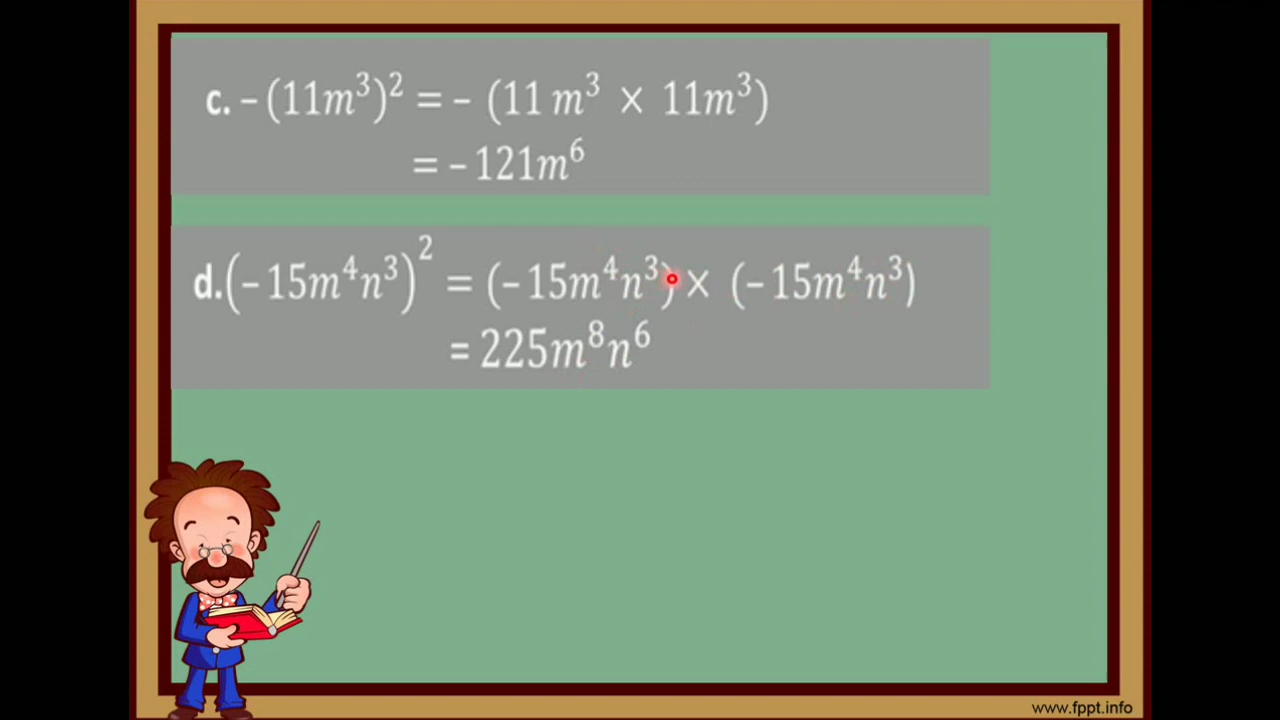 c. – (11m³)² = – (11 m³ × 11m³)
= – 121m⁶
d. (– 15m⁴n³)² = (– 15m⁴n³) × (– 15m⁴n³)
= 225m⁸n⁶
www.fppt.info